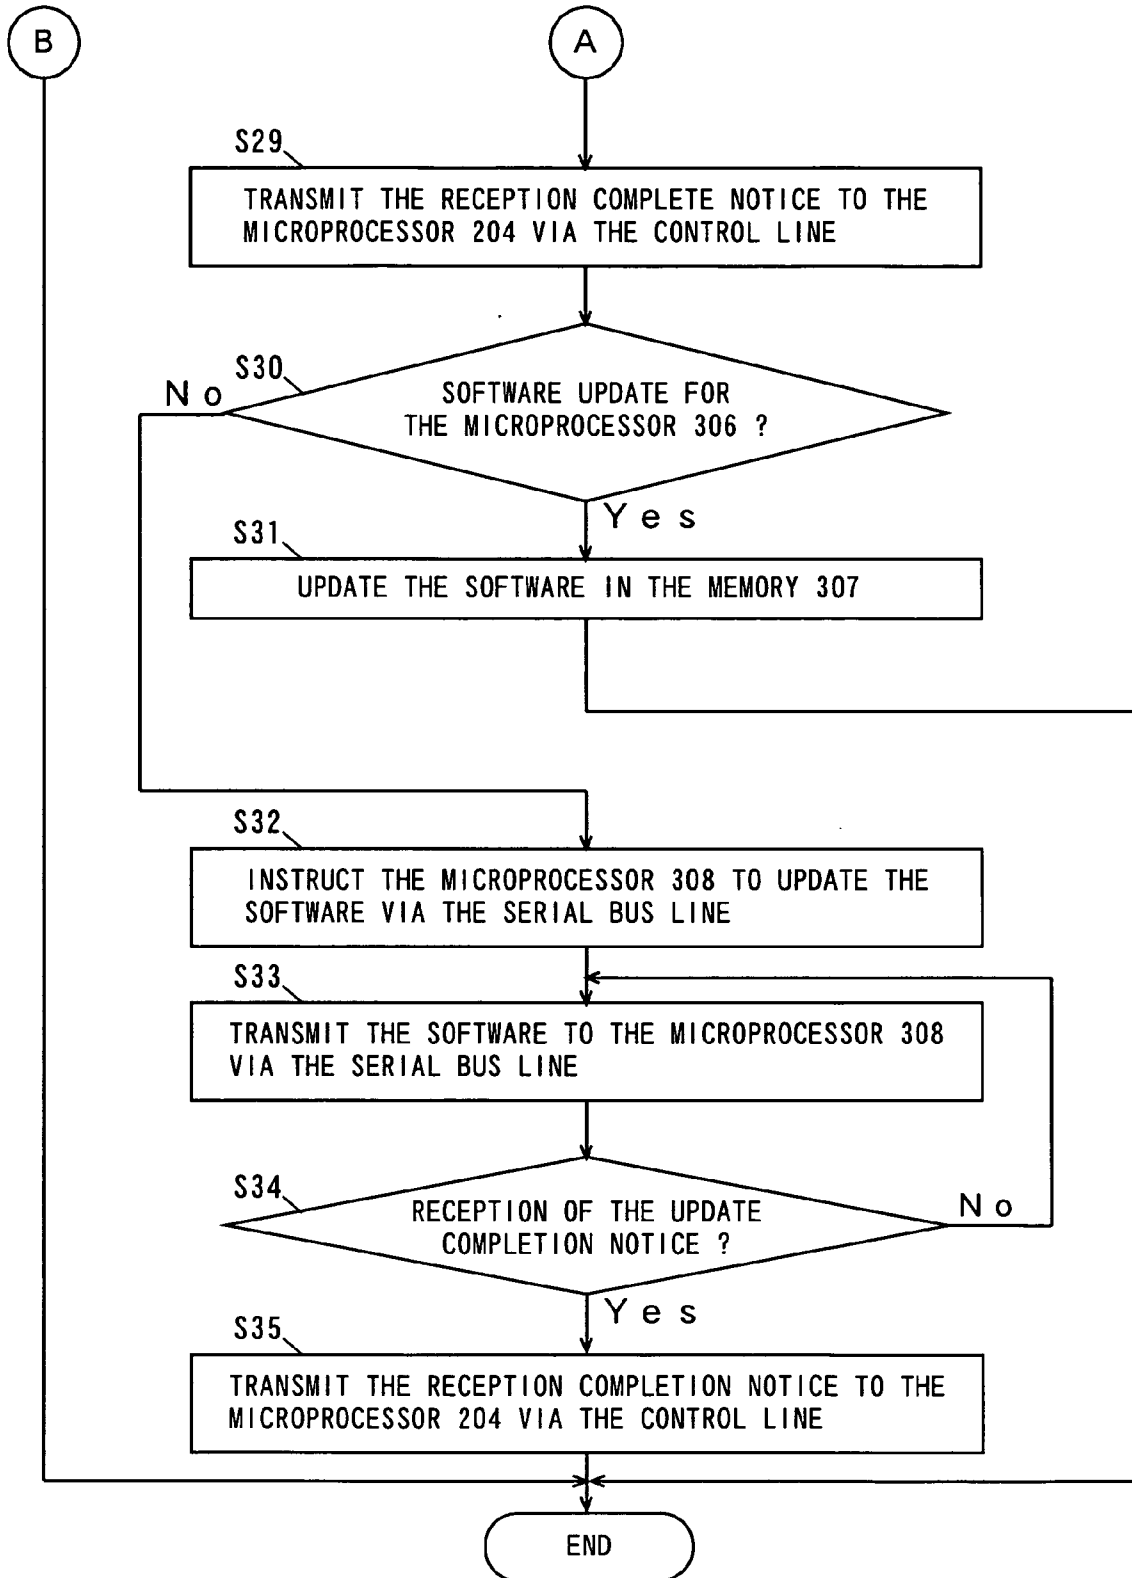 B
A
S29
TRANSMIT THE RECEPTION COMPLETE NOTICE TO THE
MICROPROCESSOR 204 VIA THE CONTROL LINE
S30
No
SOFTWARE UPDATE FOR
THE MICROPROCESSOR 306 ?
Yes
S31
UPDATE THE SOFTWARE IN THE MEMORY 307
S32
INSTRUCT THE MICROPROCESSOR 308 TO UPDATE THE
SOFTWARE VIA THE SERIAL BUS LINE
S33
TRANSMIT THE SOFTWARE TO THE MICROPROCESSOR 308
VIA THE SERIAL BUS LINE
S34
RECEPTION OF THE UPDATE
COMPLETION NOTICE ?
No
Yes
S35
TRANSMIT THE RECEPTION COMPLETION NOTICE TO THE
MICROPROCESSOR 204 VIA THE CONTROL LINE
END